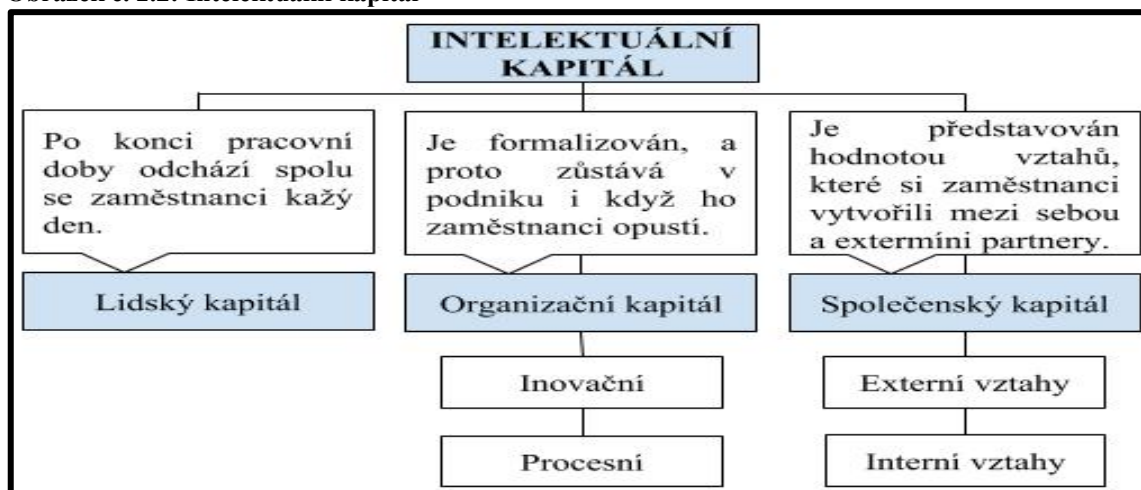 Obrázek č. 2.2: Intelektuální kapitál
INTELEKTUÁLNÍ
KAPITÁL
Po konci pracovní
doby odchází spolu
se zaměstnanci kažý
den.
Je formalizován, a
proto zůstává v
podniku i když ho
zaměstnanci opustí.
Je představován
hodnotou vztahů,
které si zaměstnanci
vytvořili mezi sebou
a extermíni partnery.
Lidský kapitál
Organizační kapitál
Společenský kapitál
Inovační
Externí vztahy
Procesní
Interní vztahy